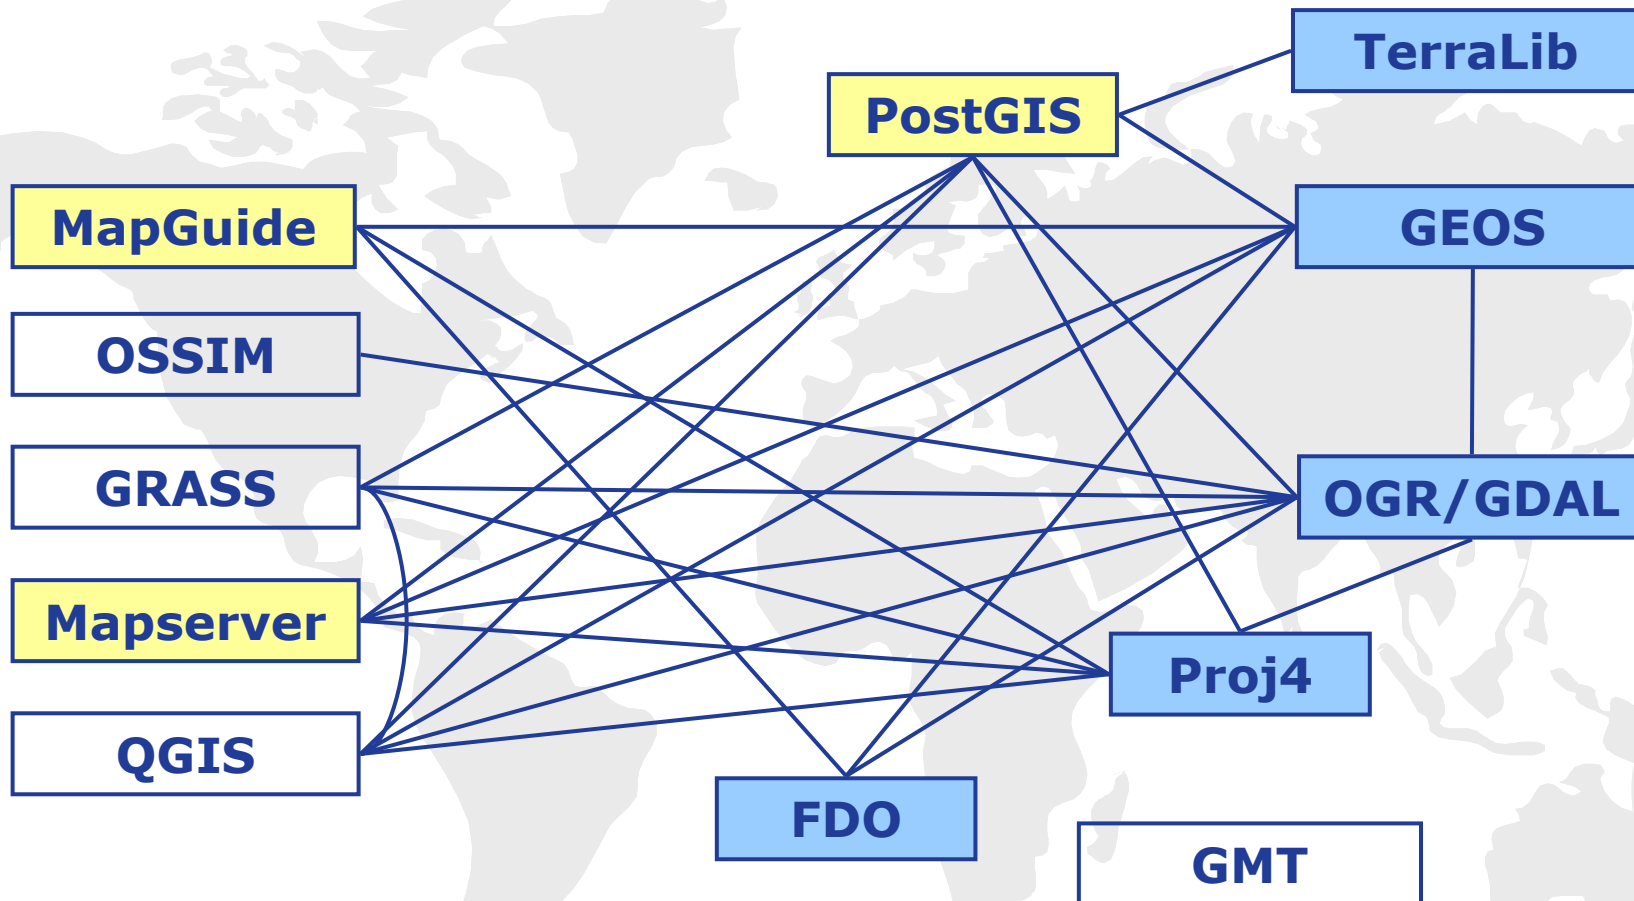 TerraLib
PostGIS
MapGuide
GEOS
OSSIM
GRASS
OGR/GDAL
Mapserver
Proj4
QGIS
FDO
GMT